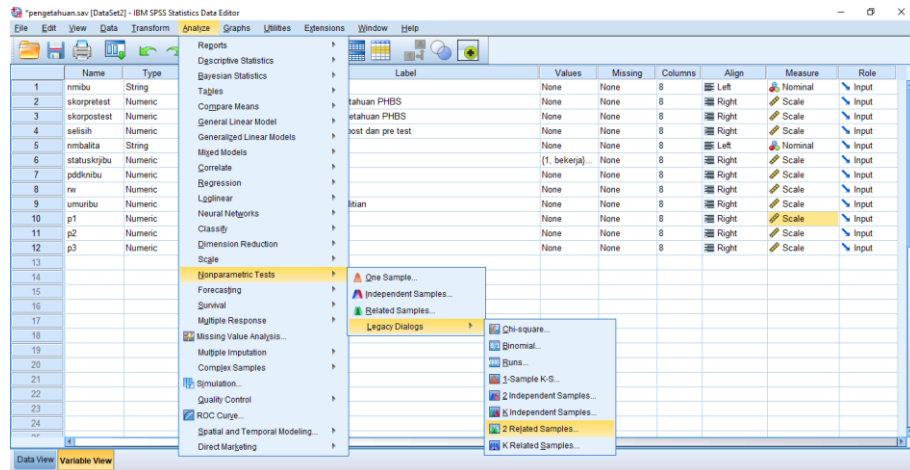 *pengetahuan.sav [DataSet2] - IBM SPSS Statistics Data Editor
File Edit View Data Transform Analyze Graphs Utilities Extensions Window Help
Reports
Descriptive Statistics
Bayesian Statistics
Tables
Compare Means
General Linear Model
Generalized Linear Models
Mixed Models
Correlate
Regression
Loglinear
Neural Networks
Classify
Dimension Reduction
Scale
Nonparametric Tests
Forecasting
Survival
Multiple Response
Missing Value Analysis...
Multiple Imputation
Complex Samples
Simulation...
Quality Control
ROC Curve...
Spatial and Temporal Modeling...
Direct Marketing
One Sample...
Independent Samples...
Related Samples...
Legacy Dialogs
Chi-square...
Binomial...
Runs...
1-Sample K-S...
2 Independent Samples...
K Independent Samples...
2 Related Samples...
K Related Samples...
Name Type Label Values Missing Columns Align Measure Role
1 nmibu String None None 8 Left Nominal Input
2 skorpretest Numeric tahuan PHBS None None 8 Right Scale Input
3 skorpostest Numeric etahuan PHBS None None 8 Right Scale Input
4 selisih Numeric post dan pre test None None 8 Right Scale Input
5 nmbalita String None None 8 Left Nominal Input
6 statuskrjibu Numeric {1, bekerja}... None 8 Right Scale Input
7 pddknibu Numeric None None 8 Right Scale Input
8 rw Numeric None None 8 Right Scale Input
9 umuribu Numeric litian None None 8 Right Scale Input
10 p1 Numeric None None 8 Right Scale Input
11 p2 Numeric None None 8 Right Scale Input
12 p3 Numeric None None 8 Right Scale Input
13
14
15
16
17
18
19
20
21
22
23
24
Data View Variable View